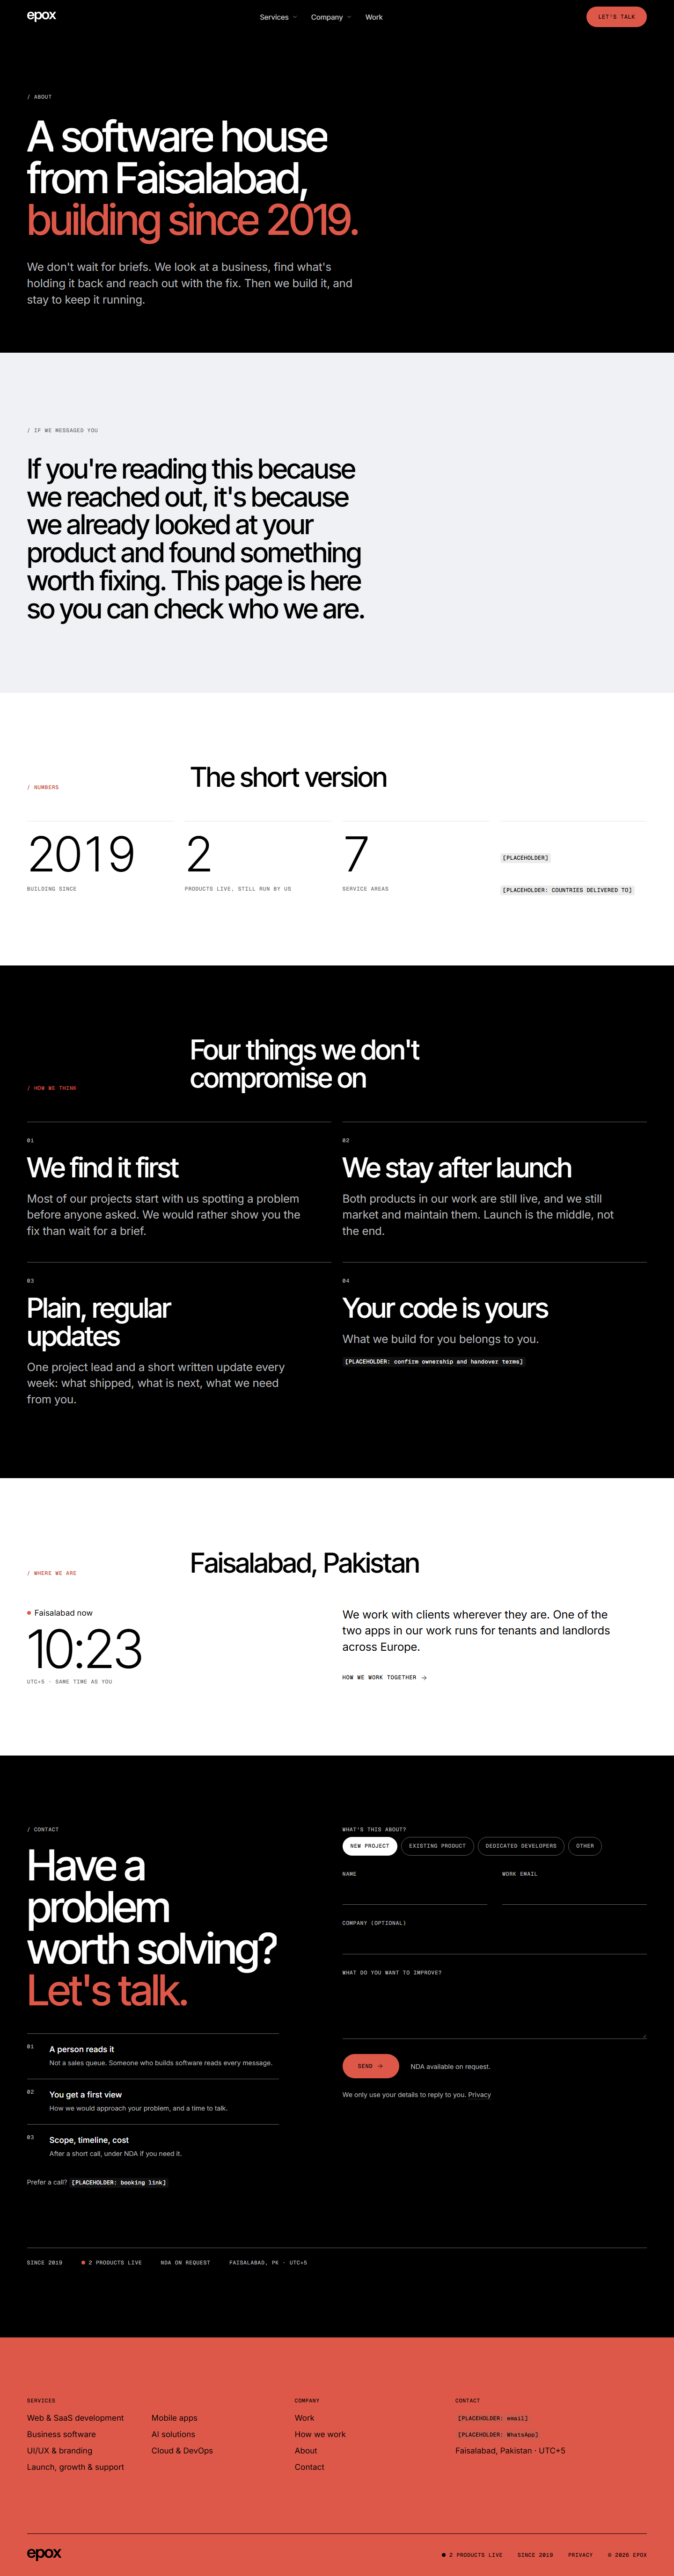 epox
Services
Company
Work
LET'S TALK
/ ABOUT
A software house
from Faisalabad,
building since 2019.
We don't wait for briefs. We look at a business, find what's
holding it back and reach out with the fix. Then we build it, and
stay to keep it running.
/ IF WE MESSAGED YOU
If you're reading this because
we reached out, it's because
we already looked at your
product and found something
worth fixing. This page is here
so you can check who we are.
/ NUMBERS
The short version
2019
BUILDING SINCE
2
PRODUCTS LIVE, STILL RUN BY US
7
SERVICE AREAS
[PLACEHOLDER]
[PLACEHOLDER: COUNTRIES DELIVERED TO]
/ HOW WE THINK
Four things we don't
compromise on
01
We find it first
Most of our projects start with us spotting a problem
before anyone asked. We would rather show you the
fix than wait for a brief.
02
We stay after launch
Both products in our work are still live, and we still
market and maintain them. Launch is the middle, not
the end.
03
Plain, regular
updates
One project lead and a short written update every
week: what shipped, what is next, what we need
from you.
04
Your code is yours
What we build for you belongs to you.
[PLACEHOLDER: confirm ownership and handover terms]
/ WHERE WE ARE
Faisalabad, Pakistan
Faisalabad now
10:23
UTC+5 · SAME TIME AS YOU
We work with clients wherever they are. One of the
two apps in our work runs for tenants and landlords
across Europe.
HOW WE WORK TOGETHER →
/ CONTACT
Have a
problem
worth solving?
Let's talk.
01
A person reads it
Not a sales queue. Someone who builds software reads every message.
02
You get a first view
How we would approach your problem, and a time to talk.
03
Scope, timeline, cost
After a short call, under NDA if you need it.
Prefer a call? [PLACEHOLDER: booking link]
WHAT'S THIS ABOUT?
NEW PROJECT
EXISTING PRODUCT
DEDICATED DEVELOPERS
OTHER
NAME
WORK EMAIL
COMPANY (OPTIONAL)
WHAT DO YOU WANT TO IMPROVE?
SEND →
NDA available on request.
We only use your details to reply to you. Privacy
SINCE 2019
2 PRODUCTS LIVE
NDA ON REQUEST
FAISALABAD, PK · UTC+5
SERVICES
Web & SaaS development
Mobile apps
Business software
AI solutions
UI/UX & branding
Cloud & DevOps
Launch, growth & support
COMPANY
Work
How we work
About
Contact
CONTACT
[PLACEHOLDER: email]
[PLACEHOLDER: WhatsApp]
Faisalabad, Pakistan · UTC+5
epox
2 PRODUCTS LIVE
SINCE 2019
PRIVACY
© 2026 EPOX